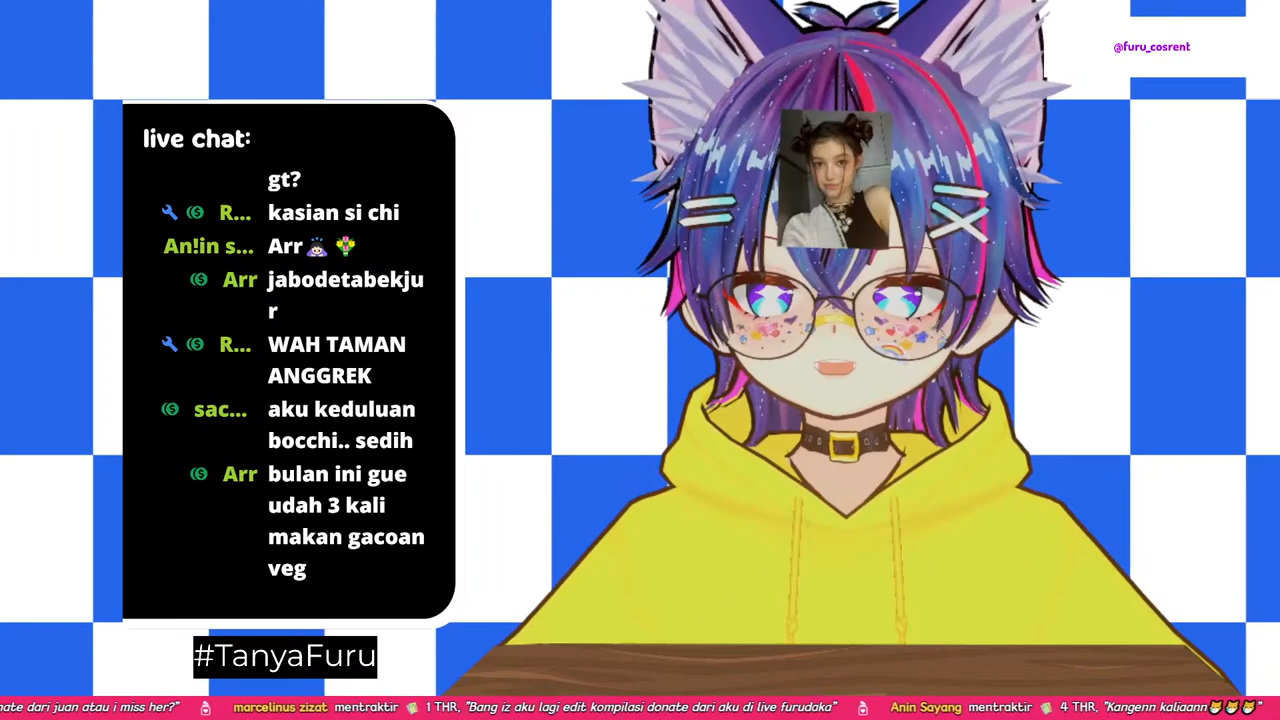 @furu_cosrent
live chat:
gt?
R... kasian si chi
An!in s... Arr🙇🏻‍♂️ 💐
Arr jabodetabekju
r
R... WAH TAMAN
ANGGREK
sac... aku keduluan
bocchi.. sedih
Arr bulan ini gue
udah 3 kali
makan gacoan
veg
#TanyaFuru
nate dari juan atau i miss her?" marcelinus zizat mentraktir 1 THR, "Bang iz aku lagi edit kompilasi donate dari aku di live furudaka" Anin Sayang mentraktir 4 THR, "Kangenn kaliaann🐯🐯🐯"